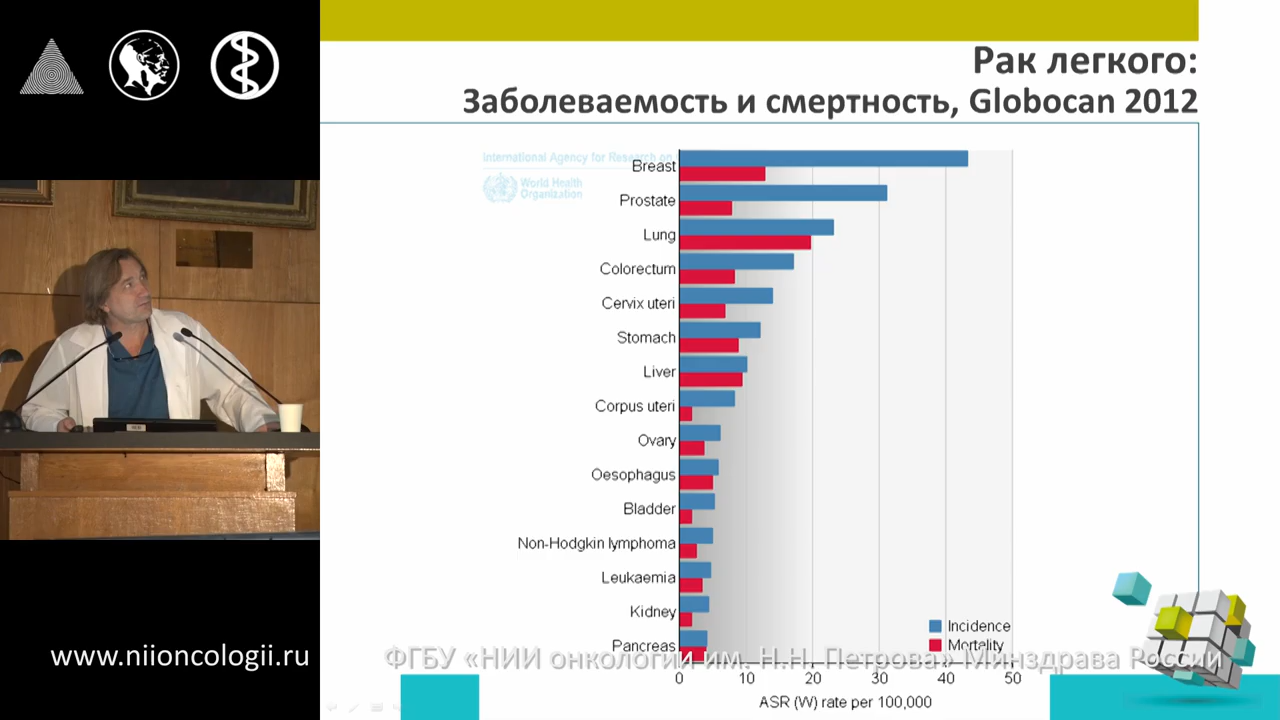 Рак легкого:
Заболеваемость и смертность, Globocan 2012
International Agency for Research on
World Health
Organization
Breast
Prostate
Lung
Colorectum
Cervix uteri
Stomach
Liver
Corpus uteri
Ovary
Oesophagus
Bladder
Non-Hodgkin lymphoma
Leukaemia
Kidney
Pancreas
Incidence
Mortality
0 10 20 30 40 50
ASR (W) rate per 100,000
www.niioncologii.ru
ФГБУ «НИИ онкологии им. Н.Н. Петрова» Минздрава России